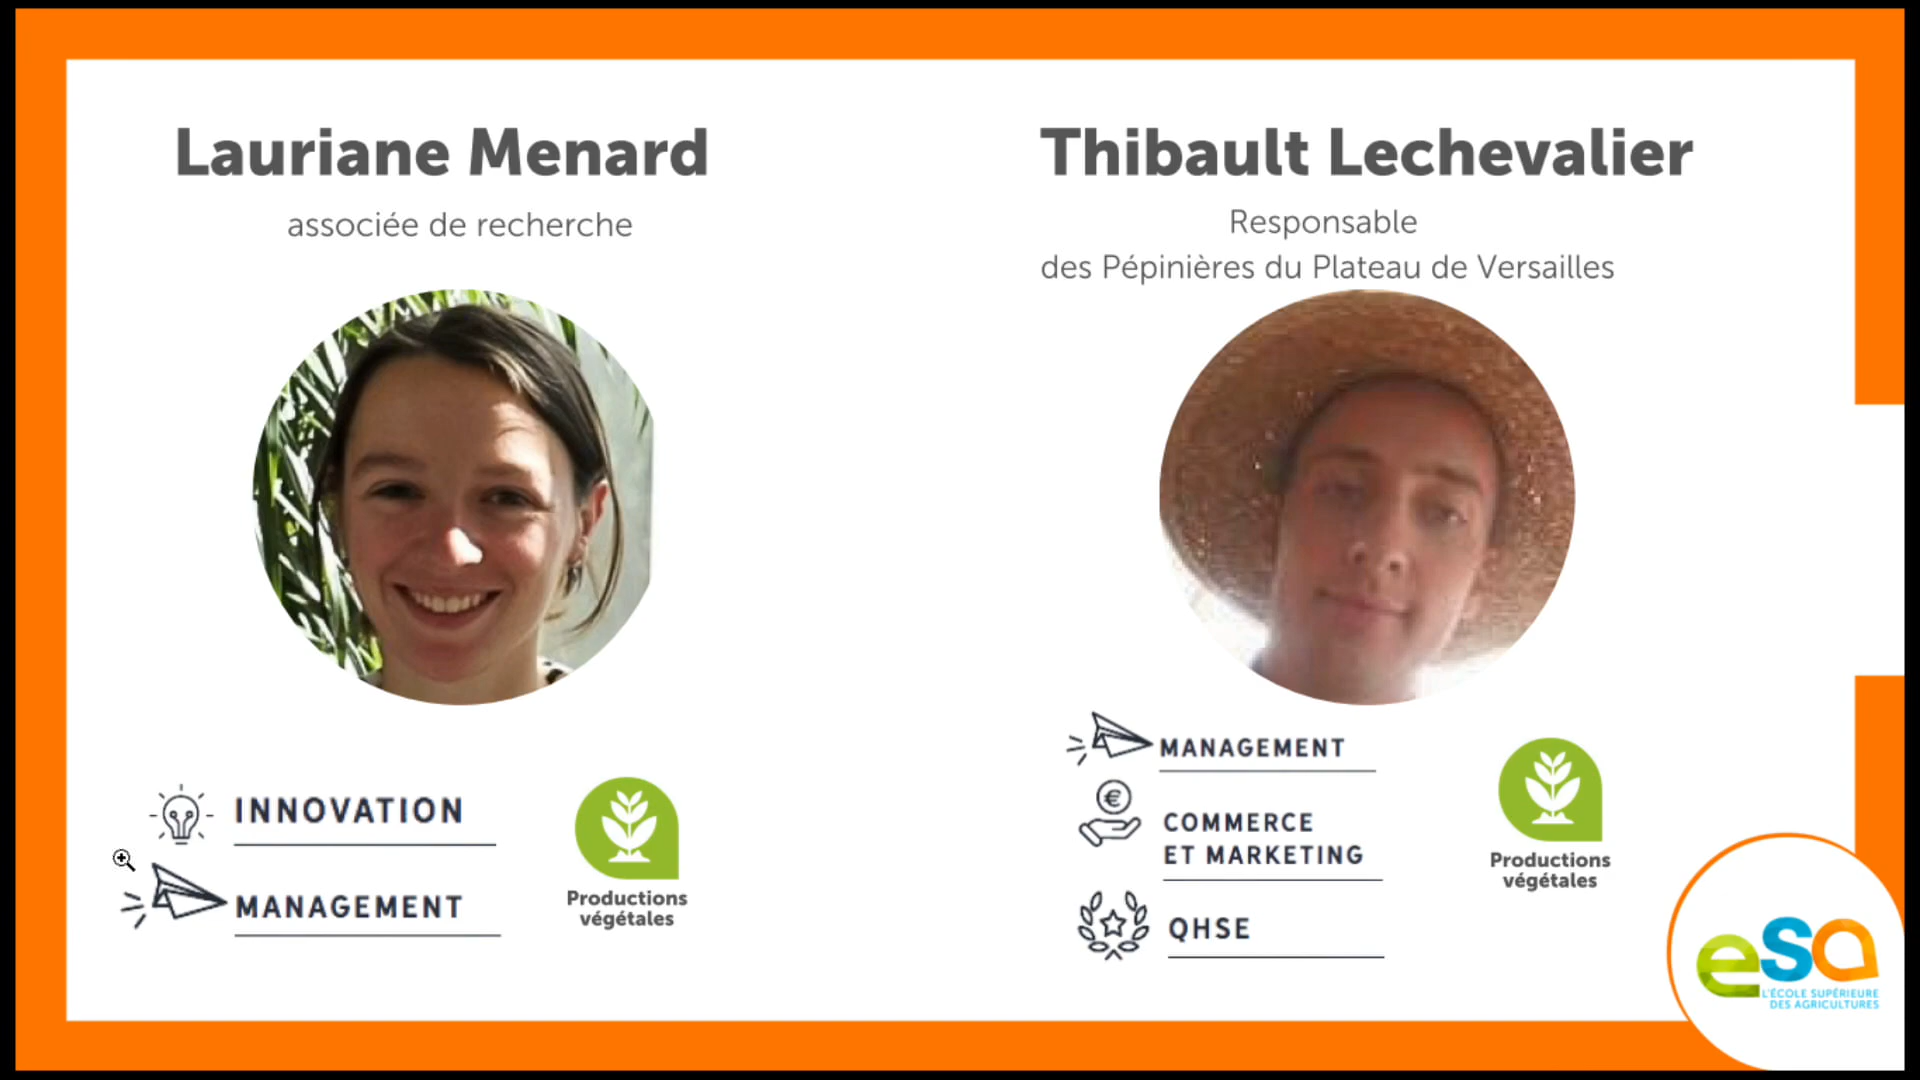 Lauriane Menard
associée de recherche
INNOVATION
MANAGEMENT
Productions
végétales
Thibault Lechevalier
Responsable
des Pépinières du Plateau de Versailles
MANAGEMENT
€
COMMERCE
ET MARKETING
QHSE
Productions
végétales
esa
L'ÉCOLE SUPÉRIEURE
DES AGRICULTURES